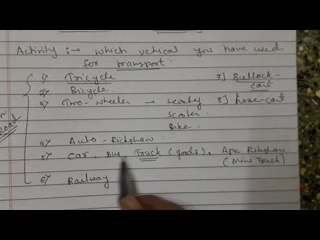 Activity :→ which vehical you have used
for transport.
1) Tricycle
2) Bicycle
3) Two-wheeler → scooty
scooter
Bike
4) Auto-Rickshaw
5) Car, Bus, Truck (goods), Ape Rikshaw
(Mini Truck)
6) Railway
7) Bullock-
cart
8) horse-cart